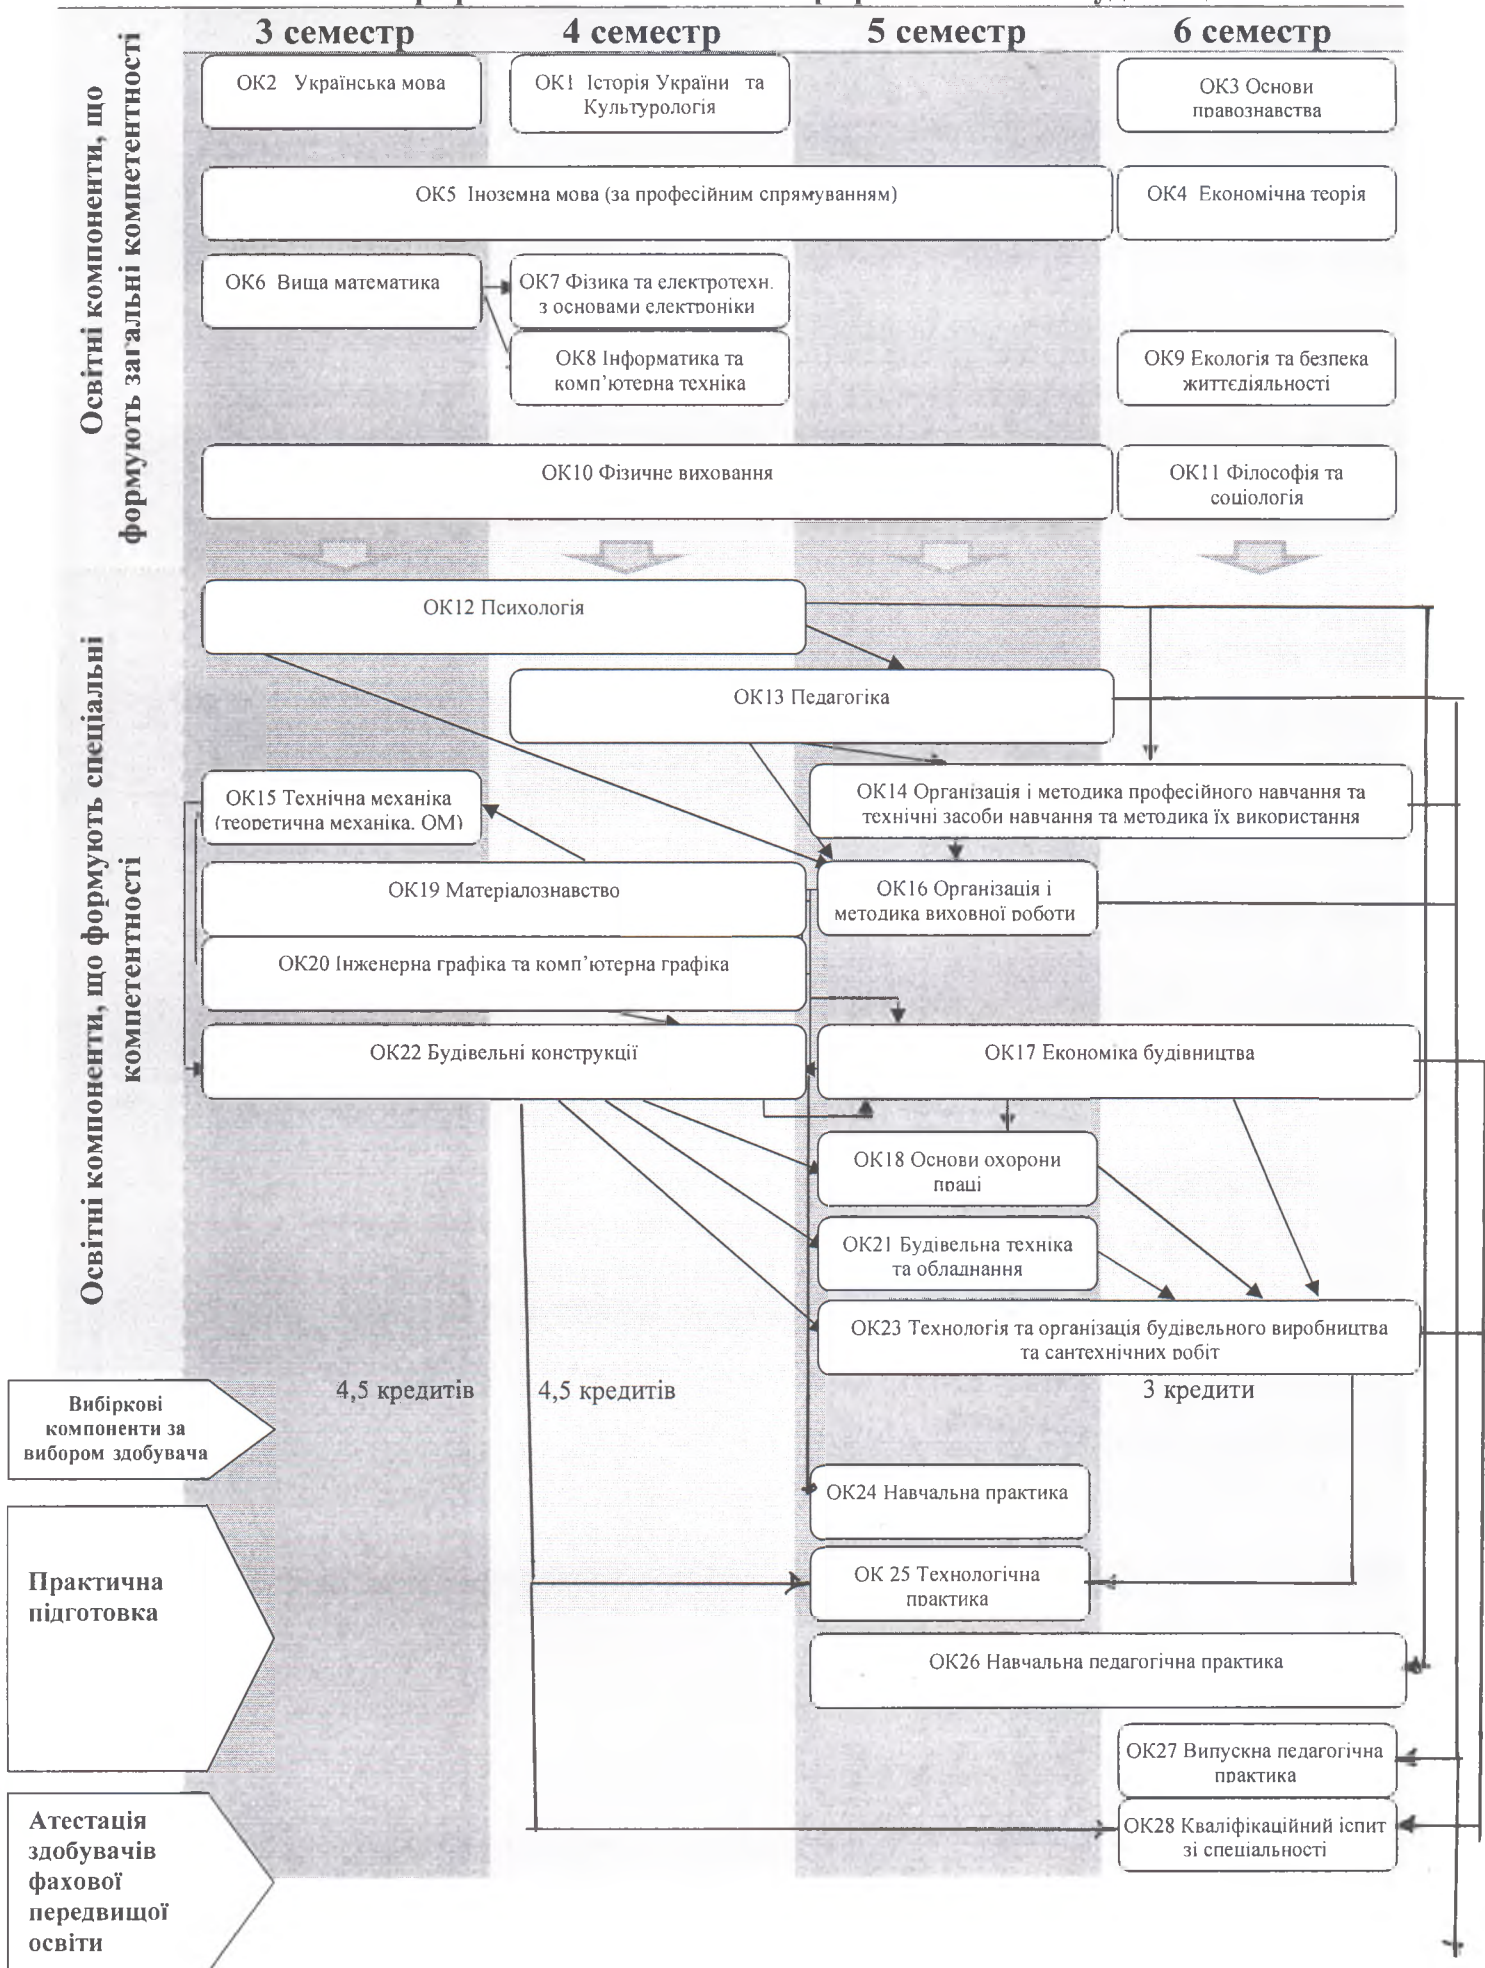 3 семестр 4 семестр 5 семестр 6 семестр
Освітні компоненти, що
формують загальні компетентності
ОК2 Українська мова
ОК1 Історія України та
Культурологія
ОК3 Основи
правознавства
ОК5 Іноземна мова (за професійним спрямуванням)
ОК4 Економічна теорія
ОК6 Вища математика
ОК7 Фізика та електротехн.
з основами електроніки
ОК8 Інформатика та
комп’ютерна техніка
ОК9 Екологія та безпека
життєдіяльності
ОК10 Фізичне виховання
ОК11 Філософія та
соціологія
Освітні компоненти, що формують спеціальні
компетентності
ОК12 Психологія
ОК13 Педагогіка
ОК15 Технічна механіка
(теоретична механіка, ОМ)
ОК14 Організація і методика професійного навчання та
технічні засоби навчання та методика їх використання
ОК19 Матеріалознавство
ОК16 Організація і
методика виховної роботи
ОК20 Інженерна графіка та комп’ютерна графіка
ОК22 Будівельні конструкції
ОК17 Економіка будівництва
ОК18 Основи охорони
праці
ОК21 Будівельна техніка
та обладнання
ОК23 Технологія та організація будівельного виробництва
та сантехнічних робіт
Вибіркові
компоненти за
вибором здобувача
4,5 кредитів
4,5 кредитів
3 кредити
Практична
підготовка
ОК24 Навчальна практика
ОК 25 Технологічна
практика
ОК26 Навчальна педагогічна практика
ОК27 Випускна педагогічна
практика
Атестація
здобувачів
фахової
передвищої
освіти
ОК28 Кваліфікаційний іспит
зі спеціальності